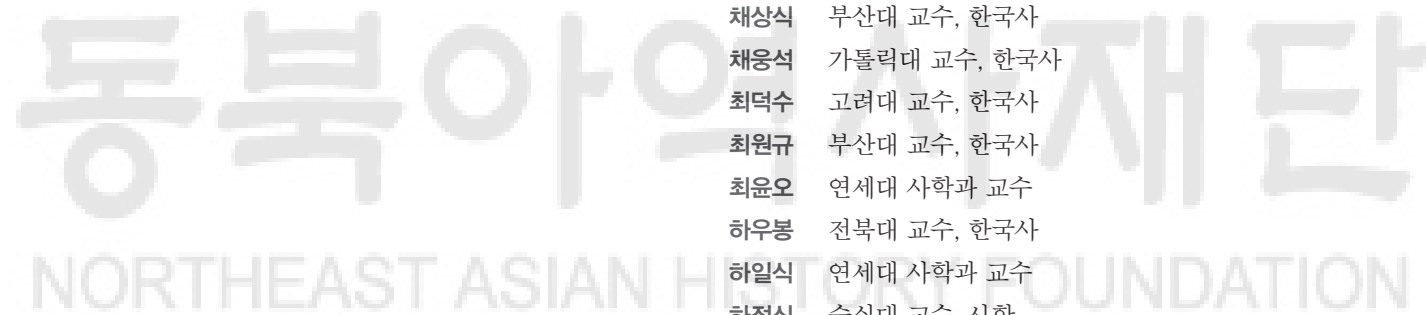 채상식 부산대 교수, 한국사
채웅석 가톨릭대 교수, 한국사
최덕수 고려대 교수, 한국사
최원규 부산대 교수, 한국사
최윤오 연세대 사학과 교수
하우봉 전북대 교수, 한국사
하일식 연세대 사학과 교수
교수, 사학
동북아역사재단
NORTHEAST ASIAN HISTORY FOUNDATION